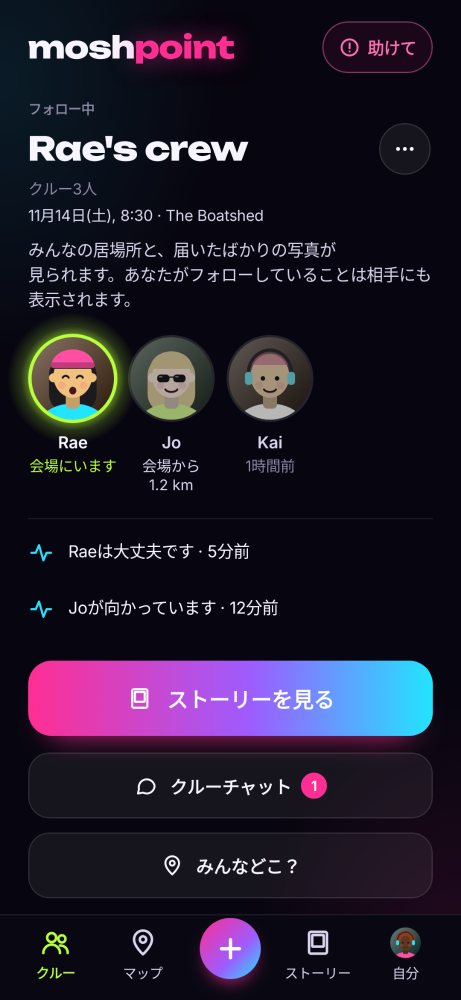 moshpoint
助けて
フォロー中
Rae's crew
クルー3人
11月14日(土), 8:30 · The Boatshed
みんなの居場所と、届いたばかりの写真が
見られます。あなたがフォローしていることは相手にも
表示されます。
Rae
会場にいます
Jo
会場から
1.2 km
Kai
1時間前
Raeは大丈夫です · 5分前
Joが向かっています · 12分前
ストーリーを見る
クルーチャット 1
みんなどこ？
クルー
マップ
ストーリー
自分